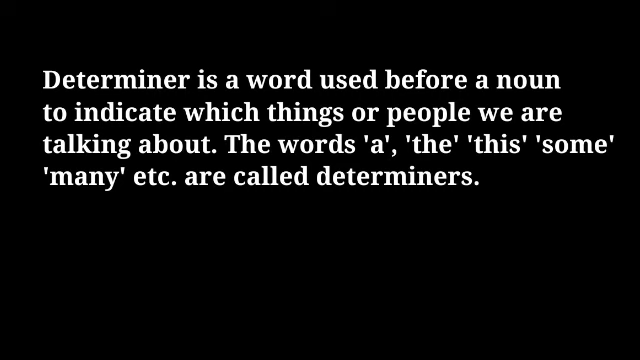 Determiner is a word used before a noun
to indicate which things or people we are
talking about. The words 'a', 'the' 'this' 'some'
'many' etc. are called determiners.